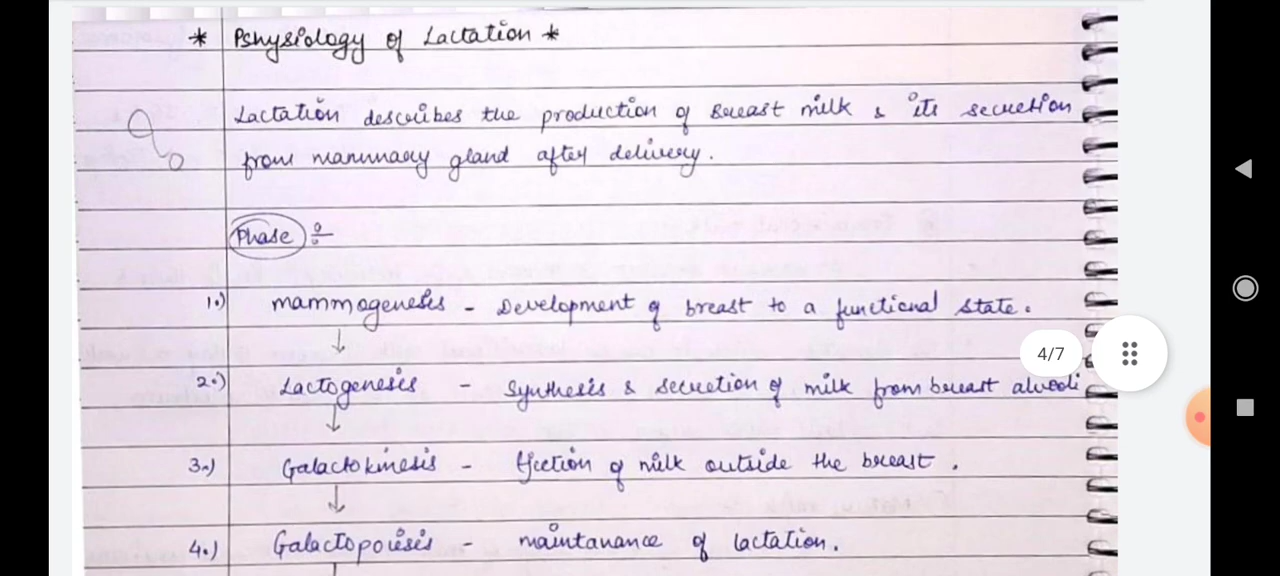 * Pshysiology of Lactation *
Lactation describes the production of Breast milk & its secretion
from mammary gland after delivery.
Phase :-
1.) mammogenesis - Development of breast to a functional state.
2.) Lactogenesis - synthesis & secretion of milk from breast alveoli
4/7
3.) Galactokinesis - Ejection of milk outside the breast.
4.) Galactopoiesis - maintanance of lactation.